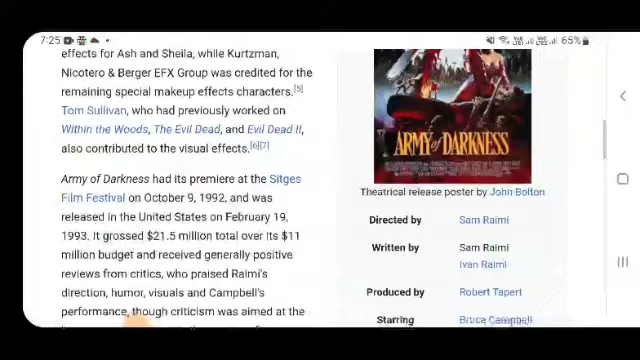 7:25
65%
effects for Ash and Sheila, while Kurtzman,
Nicotero & Berger EFX Group was credited for the
remaining special makeup effects characters.[5]
Tom Sullivan, who had previously worked on
Within the Woods, The Evil Dead, and Evil Dead II,
also contributed to the visual effects.[6][7]
Army of Darkness had its premiere at the Sitges
Film Festival on October 9, 1992, and was
released in the United States on February 19,
1993. It grossed $21.5 million total over its $11
million budget and received generally positive
reviews from critics, who praised Raimi's
direction, humor, visuals and Campbell's
performance, though criticism was aimed at the
ARMY of DARKNESS
Theatrical release poster by John Bolton
Directed by Sam Raimi
Written by Sam Raimi
Ivan Raimi
Produced by Robert Tapert
Starring Bruce Campbell